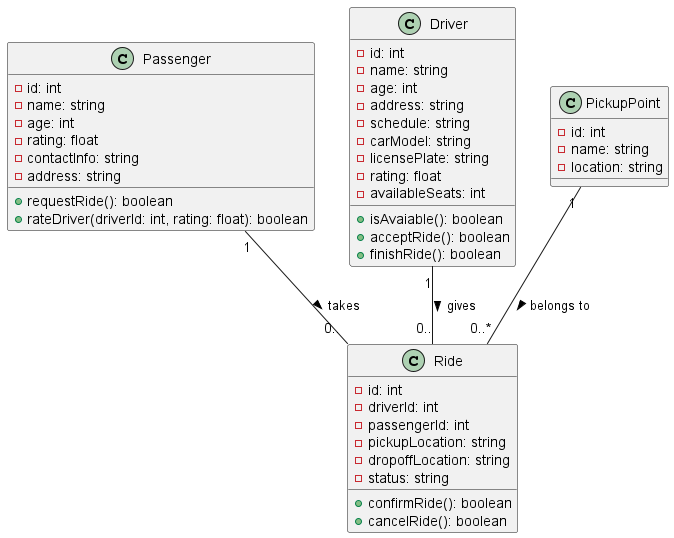 C Passenger
id: int
name: string
age: int
rating: float
contactInfo: string
address: string
requestRide(): boolean
rateDriver(driverId: int, rating: float): boolean
C Driver
id: int
name: string
age: int
address: string
schedule: string
carModel: string
licensePlate: string
rating: float
availableSeats: int
isAvaiable(): boolean
acceptRide(): boolean
finishRide(): boolean
C PickupPoint
id: int
name: string
location: string
1
1
1
takes
gives
belongs to
0..
0..
0..*
C Ride
id: int
driverId: int
passengerId: int
pickupLocation: string
dropoffLocation: string
status: string
confirmRide(): boolean
cancelRide(): boolean